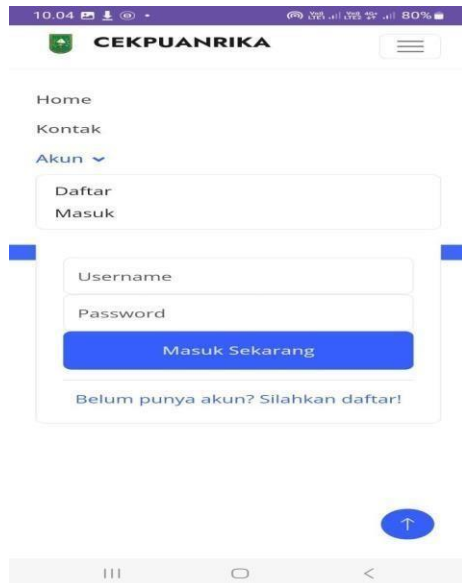 10.04 80%
CEKPUANRIKA
Home
Kontak
Akun
Daftar
Masuk
Username
Password
Masuk Sekarang
Belum punya akun? Silahkan daftar!